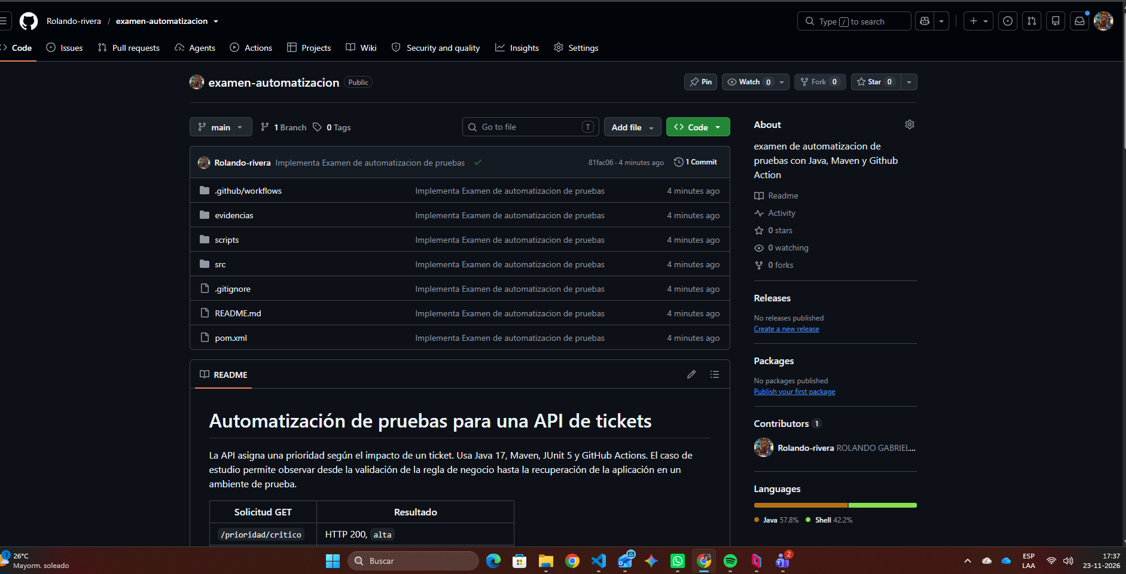 Rolando-rivera / examen-automatizacion
Type / to search
Code Issues Pull requests Agents Actions Projects Wiki Security and quality Insights Settings
examen-automatizacion Public
Pin Watch 0 Fork 0 Star 0
main 1 Branch 0 Tags Go to file T Add file Code
Rolando-rivera Implementa Examen de automatizacion de pruebas 81fac06 · 4 minutes ago 1 Commit
.github/workflows Implementa Examen de automatizacion de pruebas 4 minutes ago
evidencias Implementa Examen de automatizacion de pruebas 4 minutes ago
scripts Implementa Examen de automatizacion de pruebas 4 minutes ago
src Implementa Examen de automatizacion de pruebas 4 minutes ago
.gitignore Implementa Examen de automatizacion de pruebas 4 minutes ago
README.md Implementa Examen de automatizacion de pruebas 4 minutes ago
pom.xml Implementa Examen de automatizacion de pruebas 4 minutes ago
README
Automatización de pruebas para una API de tickets
La API asigna una prioridad según el impacto de un ticket. Usa Java 17, Maven, JUnit 5 y GitHub Actions. El caso de
estudio permite observar desde la validación de la regla de negocio hasta la recuperación de la aplicación en un
ambiente de prueba.
Solicitud GET Resultado
/prioridad/critico HTTP 200, alta
About
examen de automatizacion de
pruebas con Java, Maven y Github
Action
Readme
Activity
0 stars
0 watching
0 forks
Releases
No releases published
Create a new release
Packages
No packages published
Publish your first package
Contributors 1
Rolando-rivera ROLANDO GABRIEL...
Languages
Java 57.8% Shell 42.2%
1
26°C
Mayorm. soleado
Buscar
2
ESP
LAA
17:37
23-11-2026